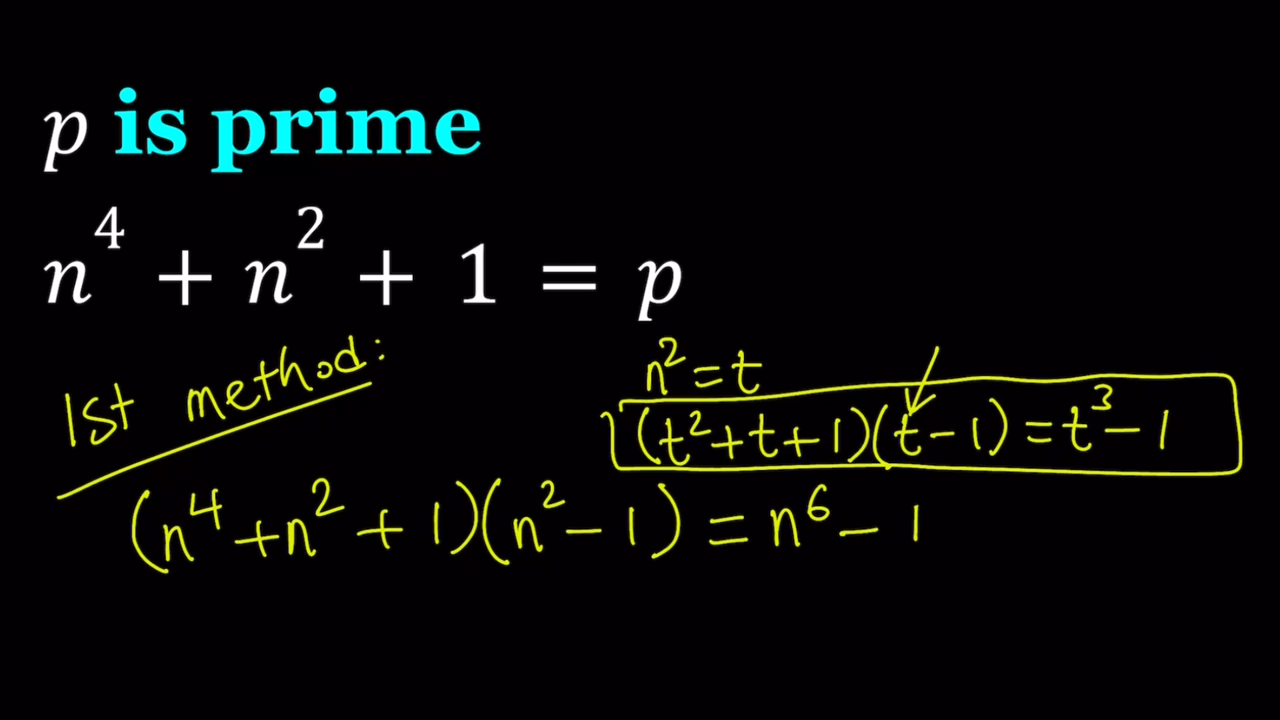 p is prime
n⁴ + n² + 1 = p
1st method:
n² = t
(t² + t + 1)(t - 1) = t³ - 1
(n⁴ + n² + 1)(n² - 1) = n⁶ - 1